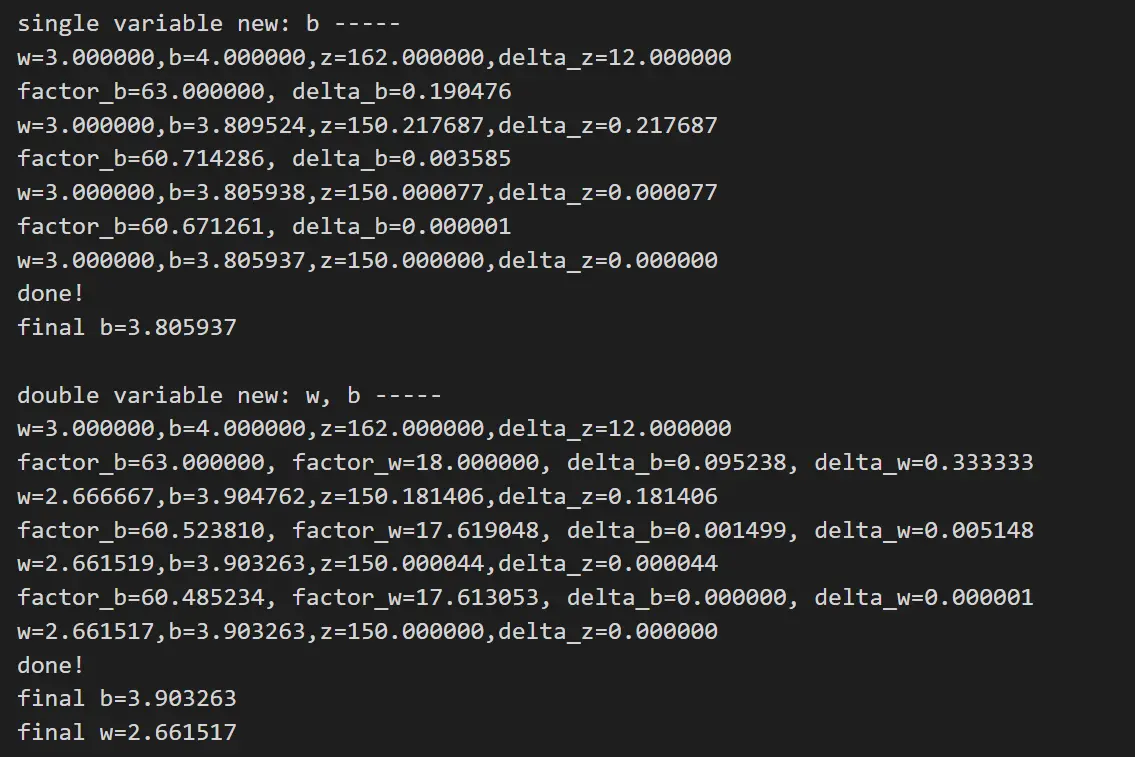 single variable new: b -----
w=3.000000,b=4.000000,z=162.000000,delta_z=12.000000
factor_b=63.000000, delta_b=0.190476
w=3.000000,b=3.809524,z=150.217687,delta_z=0.217687
factor_b=60.714286, delta_b=0.003585
w=3.000000,b=3.805938,z=150.000077,delta_z=0.000077
factor_b=60.671261, delta_b=0.000001
w=3.000000,b=3.805937,z=150.000000,delta_z=0.000000
done!
final b=3.805937
double variable new: w, b -----
w=3.000000,b=4.000000,z=162.000000,delta_z=12.000000
factor_b=63.000000, factor_w=18.000000, delta_b=0.095238, delta_w=0.333333
w=2.666667,b=3.904762,z=150.181406,delta_z=0.181406
factor_b=60.523810, factor_w=17.619048, delta_b=0.001499, delta_w=0.005148
w=2.661519,b=3.903263,z=150.000044,delta_z=0.000044
factor_b=60.485234, factor_w=17.613053, delta_b=0.000000, delta_w=0.000001
w=2.661517,b=3.903263,z=150.000000,delta_z=0.000000
done!
final b=3.903263
final w=2.661517